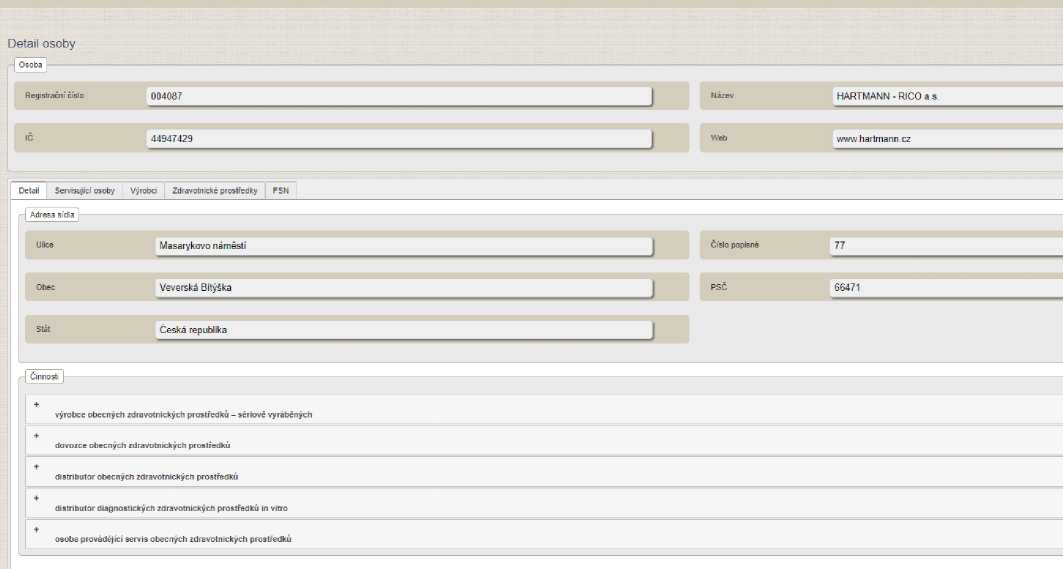 Detail osoby
Osoba
Registrační číslo 004087 Název HARTMANN - RICO a.s.
IČ 44947429 Web www.hartmann.cz
Detail Servisující osoby Výrobci Zdravotnické prostředky FSN
Adresa sídla
Ulice Masarykovo náměstí Číslo popisné 77
Obec Veverská Bítýška PSČ 66471
Stát Česká republika
Činnosti
+
výrobce obecných zdravotnických prostředků – sériově vyráběných
+
dovozce obecných zdravotnických prostředků
+
distributor obecných zdravotnických prostředků
+
distributor diagnostických zdravotnických prostředků in vitro
+
osoba provádějící servis obecných zdravotnických prostředků